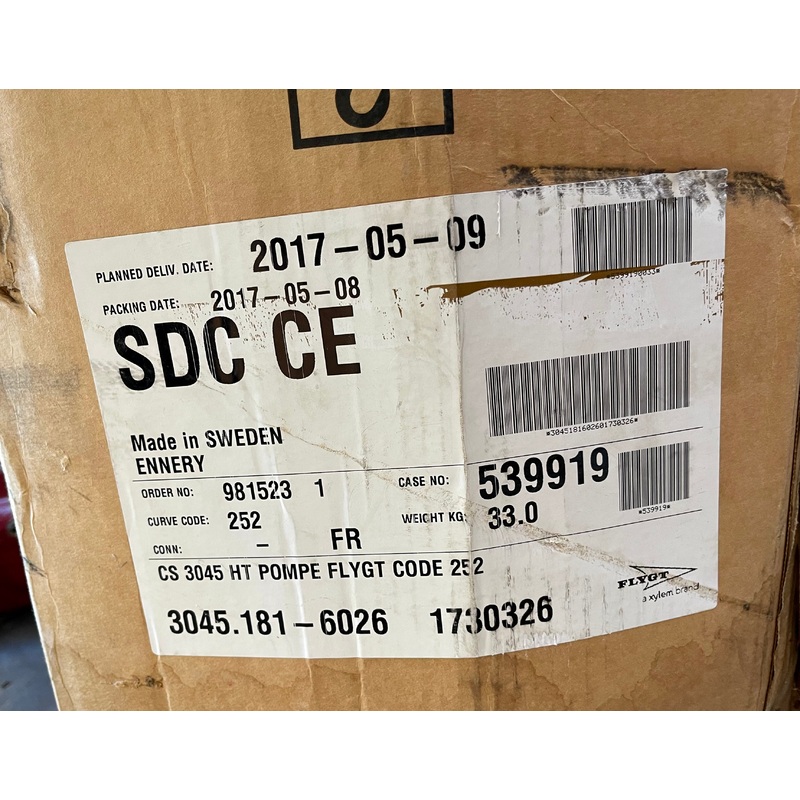 PLANNED DELIV. DATE: 2017-05-09
PACKING DATE: 2017-05-08
SDC CE
*3045181602601730326*
Made in SWEDEN
ENNERY
ORDER NO: 981523 1 CASE NO: 539919
CURVE CODE: 252 WEIGHT KG: 33.0
*539919*
CONN: – FR
CS 3045 HT POMPE FLYGT CODE 252
FLYGT
a xylem brand
3045.181-6026 1730326